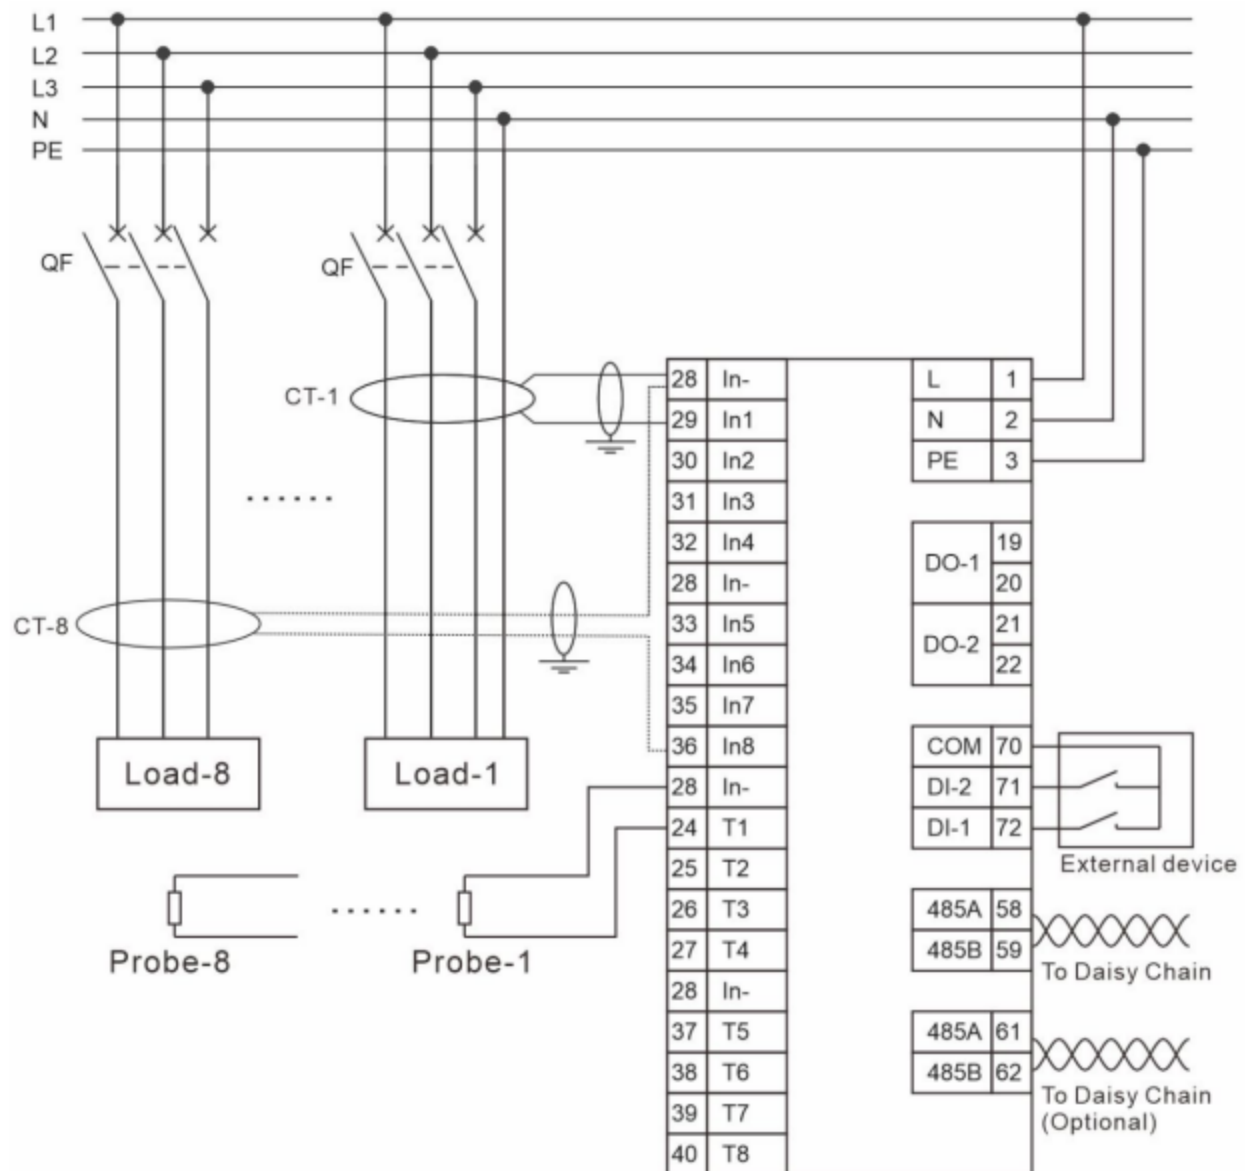 L1
L2
L3
N
PE
QF
QF
CT-1
CT-8
Load-8
Load-1
Probe-8
Probe-1
28 In-
29 In1
30 In2
31 In3
32 In4
28 In-
33 In5
34 In6
35 In7
36 In8
28 In-
24 T1
25 T2
26 T3
27 T4
28 In-
37 T5
38 T6
39 T7
40 T8
L 1
N 2
PE 3
DO-1 19
20
DO-2 21
22
COM 70
DI-2 71
DI-1 72
External device
485A 58
485B 59
To Daisy Chain
485A 61
485B 62
To Daisy Chain
(Optional)